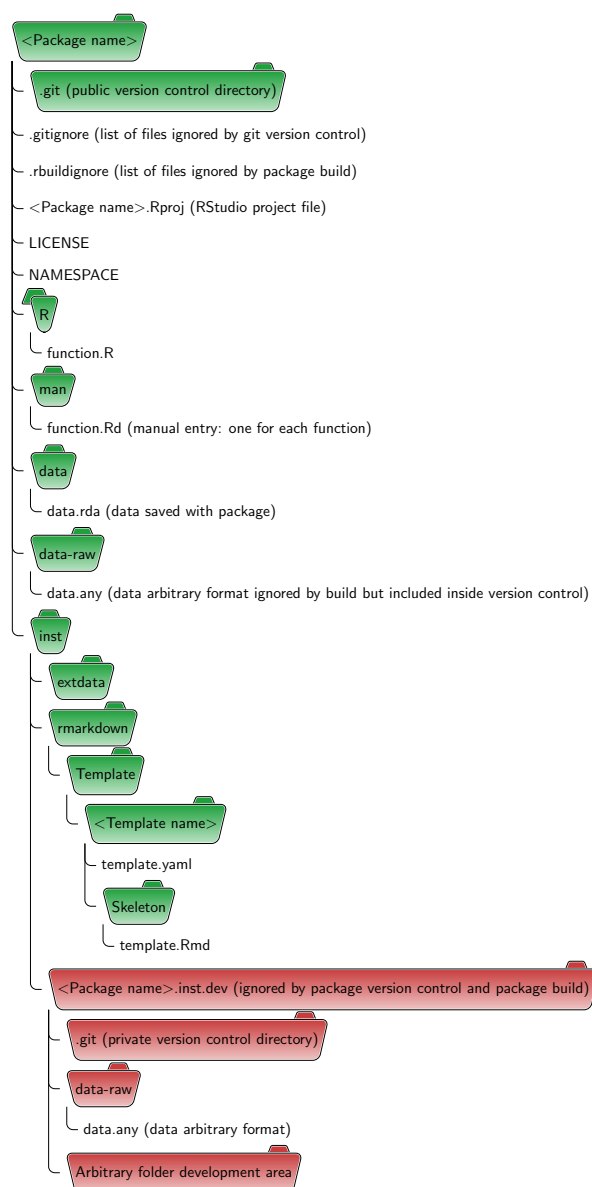 <Package name>
.git (public version control directory)
.gitignore (list of files ignored by git version control)
.rbuildignore (list of files ignored by package build)
<Package name>.Rproj (RStudio project file)
LICENSE
NAMESPACE
R
function.R
man
function.Rd (manual entry: one for each function)
data
data.rda (data saved with package)
data-raw
data.any (data arbitrary format ignored by build but included inside version control)
inst
extdata
rmarkdown
Template
<Template name>
template.yaml
Skeleton
template.Rmd
<Package name>.inst.dev (ignored by package version control and package build)
.git (private version control directory)
data-raw
data.any (data arbitrary format)
Arbitrary folder development area